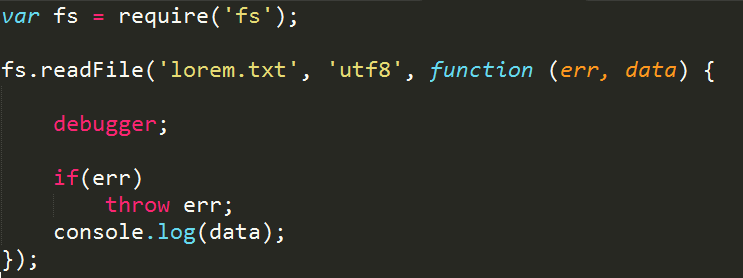 var fs = require('fs');
fs.readFile('lorem.txt', 'utf8', function (err, data) {
debugger;
if(err)
throw err;
console.log(data);
});